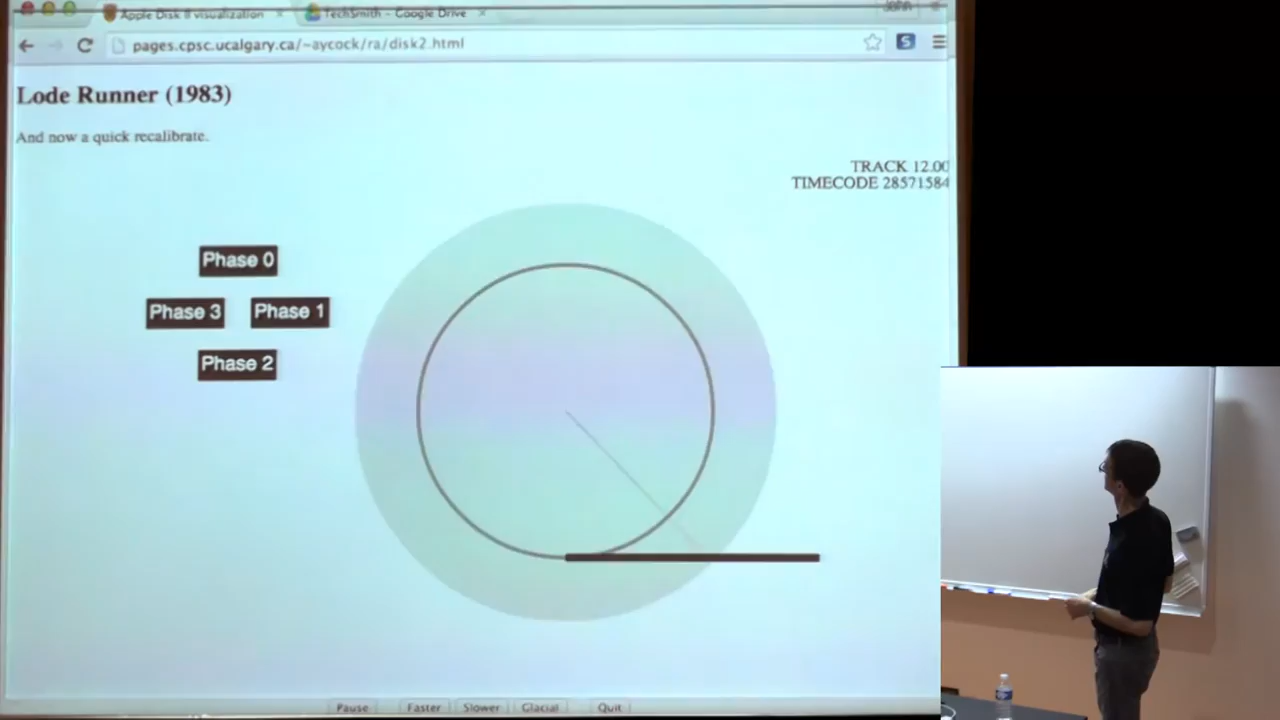 Apple Disk II visualization
TechSmith - Google Drive
pages.cpsc.ucalgary.ca/~aycock/ra/disk2.html
Lode Runner (1983)
And now a quick recalibrate.
TRACK 12.00
TIMECODE 28571584
Phase 0
Phase 3 Phase 1
Phase 2
Pause Faster Slower Glacial Quit